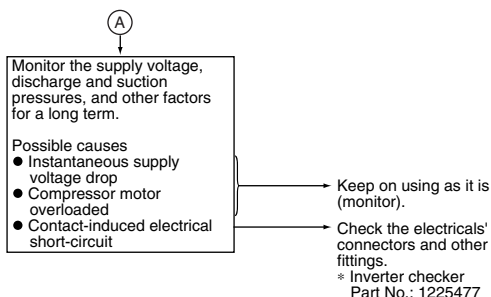 A
Monitor the supply voltage,
discharge and suction
pressures, and other factors
for a long term.
Possible causes
● Instantaneous supply
voltage drop
● Compressor motor
overloaded
● Contact-induced electrical
short-circuit
Keep on using as it is
(monitor).
Check the electricals'
connectors and other
fittings.
* Inverter checker
Part No.: 1225477